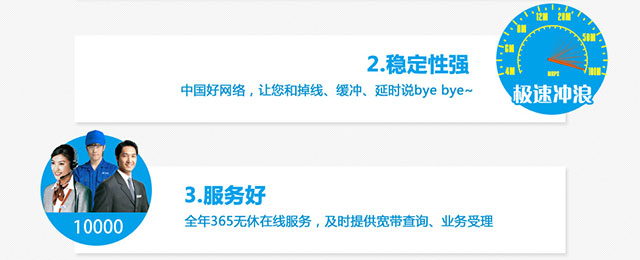 2.稳定性强
中国好网络，让您和掉线、缓冲、延时说bye bye~
4M 6M 8M 12M 20M 50M 100M
极速冲浪
3.服务好
全年365无休在线服务，及时提供宽带查询、业务受理
10000